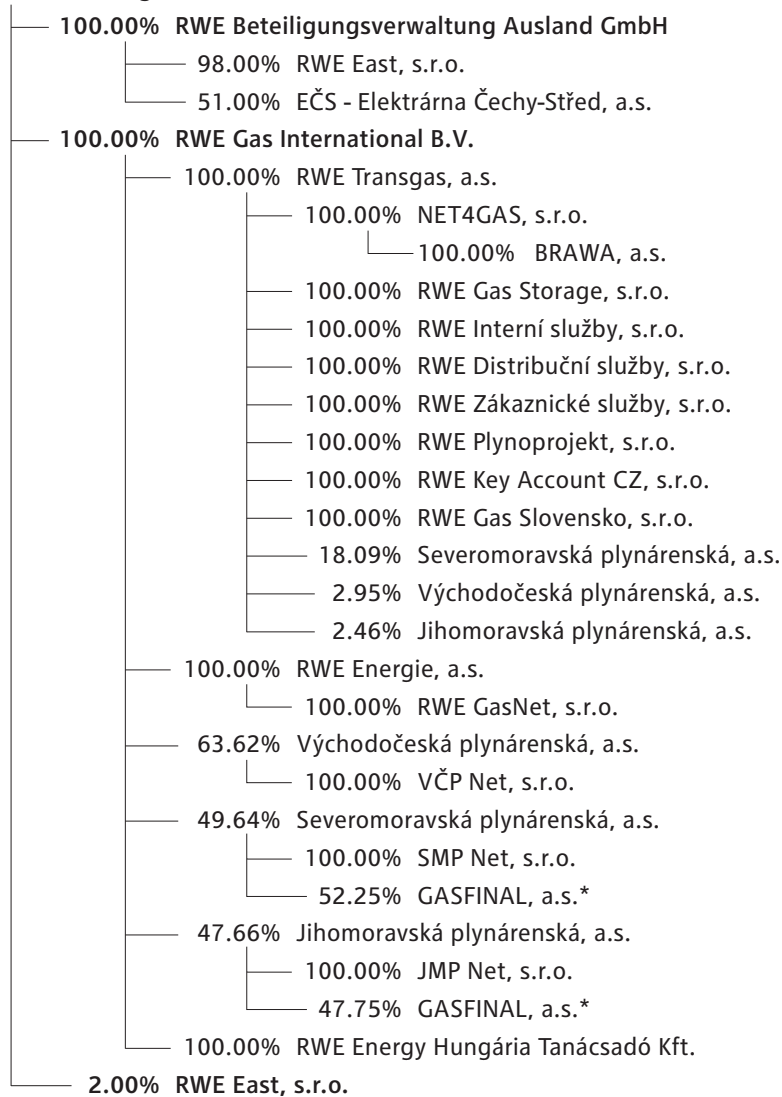 100.00% RWE Beteiligungsverwaltung Ausland GmbH
98.00% RWE East, s.r.o.
51.00% EČS - Elektrárna Čechy-Střed, a.s.
100.00% RWE Gas International B.V.
100.00% RWE Transgas, a.s.
100.00% NET4GAS, s.r.o.
100.00% BRAWA, a.s.
100.00% RWE Gas Storage, s.r.o.
100.00% RWE Interní služby, s.r.o.
100.00% RWE Distribuční služby, s.r.o.
100.00% RWE Zákaznické služby, s.r.o.
100.00% RWE Plynoprojekt, s.r.o.
100.00% RWE Key Account CZ, s.r.o.
100.00% RWE Gas Slovensko, s.r.o.
18.09% Severomoravská plynárenská, a.s.
2.95% Východočeská plynárenská, a.s.
2.46% Jihomoravská plynárenská, a.s.
100.00% RWE Energie, a.s.
100.00% RWE GasNet, s.r.o.
63.62% Východočeská plynárenská, a.s.
100.00% VČP Net, s.r.o.
49.64% Severomoravská plynárenská, a.s.
100.00% SMP Net, s.r.o.
52.25% GASFINAL, a.s.*
47.66% Jihomoravská plynárenská, a.s.
100.00% JMP Net, s.r.o.
47.75% GASFINAL, a.s.*
100.00% RWE Energy Hungária Tanácsadó Kft.
2.00% RWE East, s.r.o.